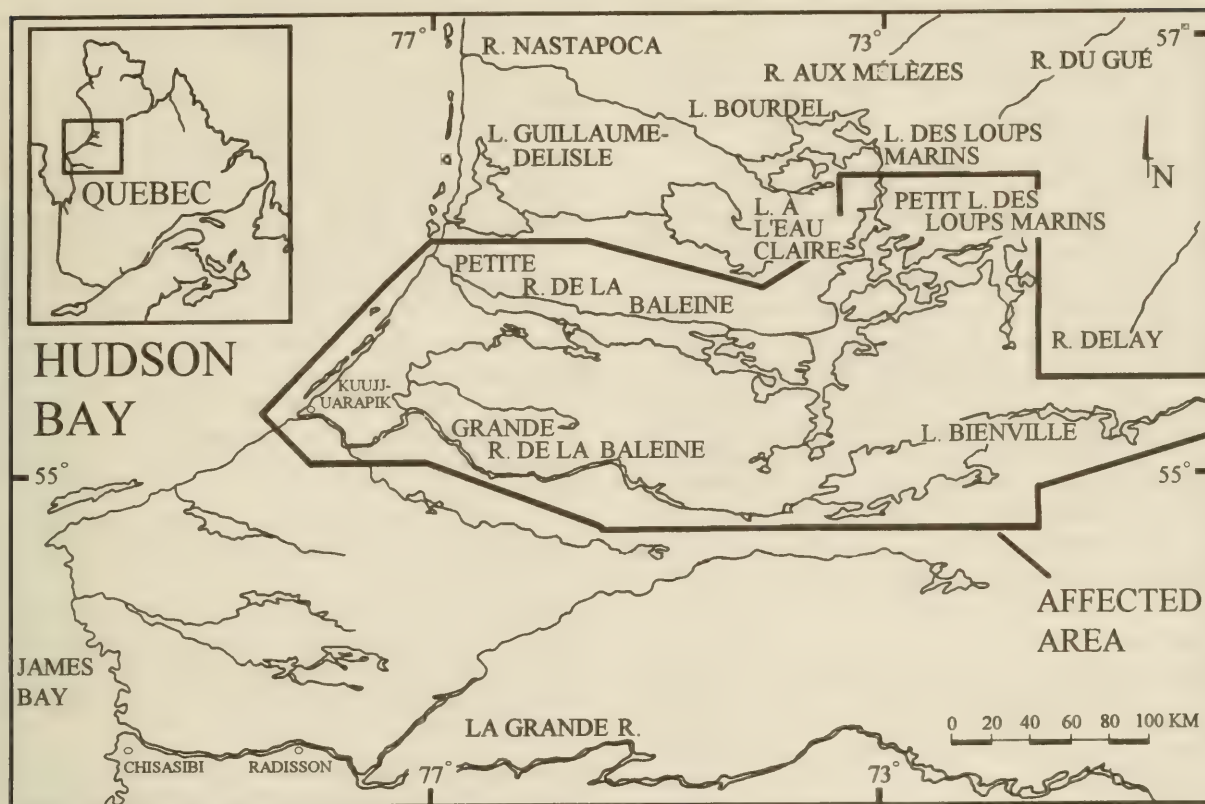 77°
73°
57°
R. NASTAPOCA
R. AUX MÉLÈZES
R. DU GUÉ
L. BOURDEL
L. GUILLAUME-
DELISLE
L. DES LOUPS
MARINS
N
QUEBEC
L. A
L'EAU
CLAIRE
PETIT L. DES
LOUPS MARINS
PETITE
R. DE LA
BALEINE
R. DELAY
HUDSON
BAY
KUUJJ-
UARAPIK
GRANDE
R. DE LA BALEINE
L. BIENVILLE
55°
55°
AFFECTED
AREA
JAMES
BAY
LA GRANDE R.
0 20 40 60 80 100 KM
CHISASIBI
RADISSON
77°
73°